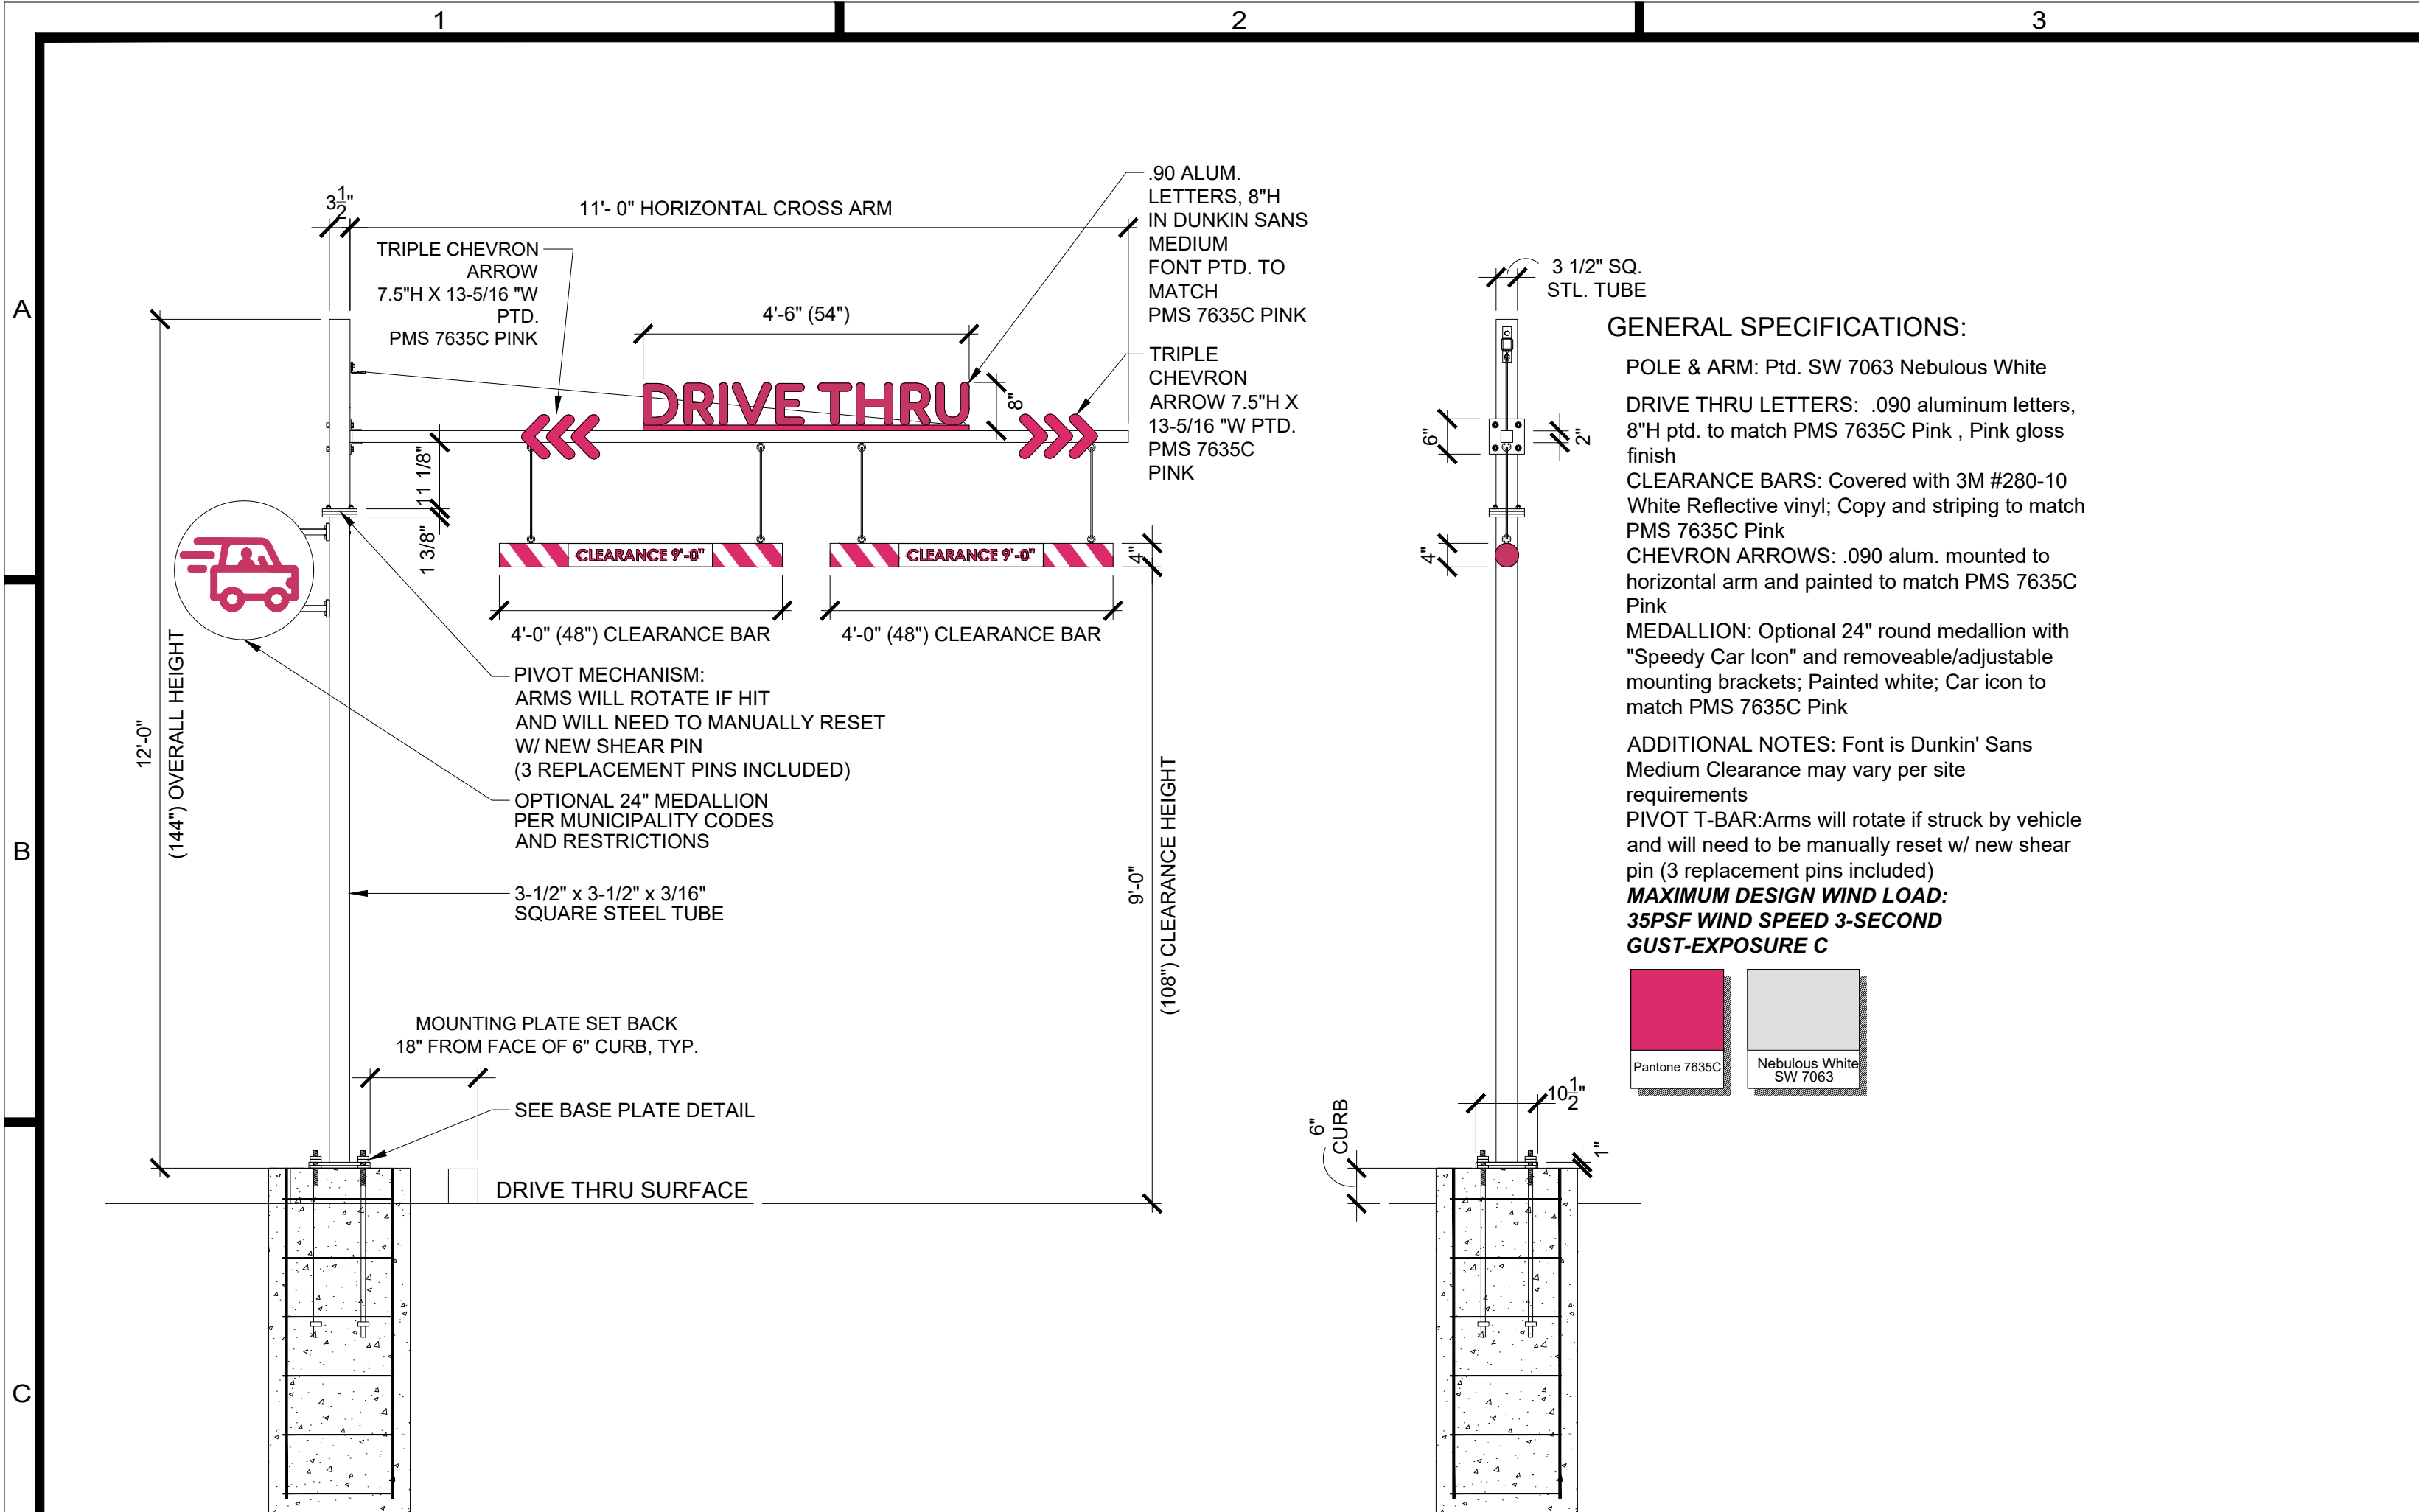 1
2
3
A
B
C
3 1/2"
11'- 0" HORIZONTAL CROSS ARM
TRIPLE CHEVRON
ARROW
7.5"H X 13-5/16 "W
PTD.
PMS 7635C PINK
4'-6" (54")
.90 ALUM.
LETTERS, 8"H
IN DUNKIN SANS
MEDIUM
FONT PTD. TO
MATCH
PMS 7635C PINK
TRIPLE
CHEVRON
ARROW 7.5"H X
13-5/16 "W PTD.
PMS 7635C
PINK
DRIVE THRU
8"
11 1/8"
1 3/8"
CLEARANCE 9'-0"
CLEARANCE 9'-0"
4"
4'-0" (48") CLEARANCE BAR
4'-0" (48") CLEARANCE BAR
PIVOT MECHANISM:
ARMS WILL ROTATE IF HIT
AND WILL NEED TO MANUALLY RESET
W/ NEW SHEAR PIN
(3 REPLACEMENT PINS INCLUDED)
OPTIONAL 24" MEDALLION
PER MUNICIPALITY CODES
AND RESTRICTIONS
3-1/2" x 3-1/2" x 3/16"
SQUARE STEEL TUBE
12'-0"
(144") OVERALL HEIGHT
9'-0"
(108") CLEARANCE HEIGHT
MOUNTING PLATE SET BACK
18" FROM FACE OF 6" CURB, TYP.
SEE BASE PLATE DETAIL
DRIVE THRU SURFACE
3 1/2" SQ.
STL. TUBE
6"
2"
4"
10 1/2"
6"
CURB
1"
GENERAL SPECIFICATIONS:
POLE & ARM: Ptd. SW 7063 Nebulous White
DRIVE THRU LETTERS: .090 aluminum letters,
8"H ptd. to match PMS 7635C Pink , Pink gloss
finish
CLEARANCE BARS: Covered with 3M #280-10
White Reflective vinyl; Copy and striping to match
PMS 7635C Pink
CHEVRON ARROWS: .090 alum. mounted to
horizontal arm and painted to match PMS 7635C
Pink
MEDALLION: Optional 24" round medallion with
"Speedy Car Icon" and removeable/adjustable
mounting brackets; Painted white; Car icon to
match PMS 7635C Pink
ADDITIONAL NOTES: Font is Dunkin' Sans
Medium Clearance may vary per site
requirements
PIVOT T-BAR:Arms will rotate if struck by vehicle
and will need to be manually reset w/ new shear
pin (3 replacement pins included)
MAXIMUM DESIGN WIND LOAD:
35PSF WIND SPEED 3-SECOND
GUST-EXPOSURE C
Pantone 7635C
Nebulous White
SW 7063